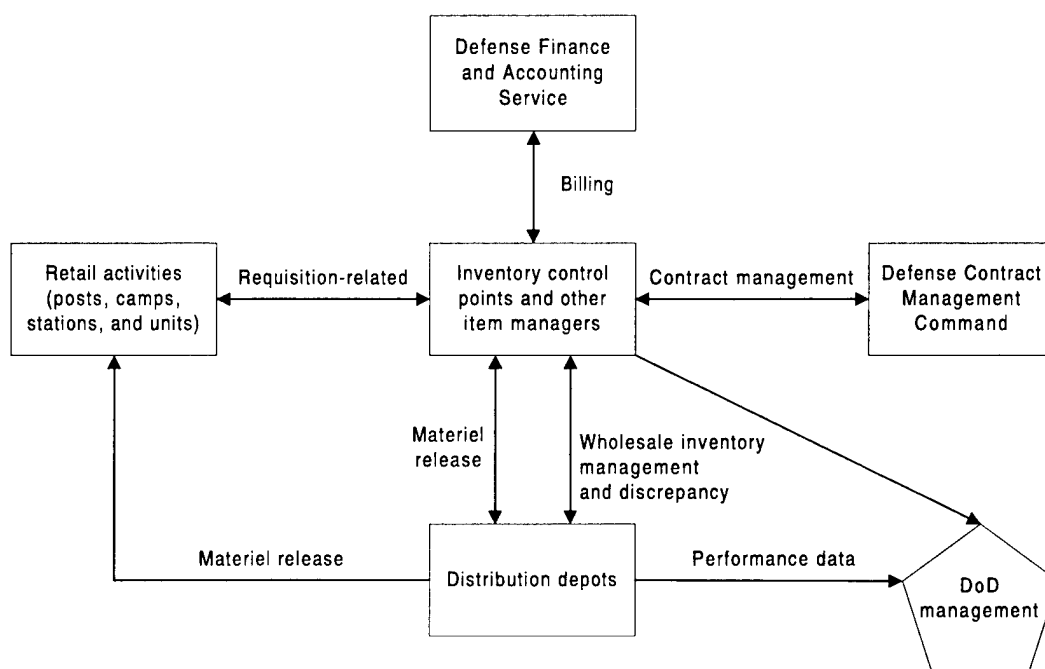 Defense Finance
and Accounting
Service
Billing
Retail activities
(posts, camps,
stations, and units)
Requisition-related
Inventory control
points and other
item managers
Contract management
Defense Contract
Management
Command
Materiel
release
Wholesale inventory
management
and discrepancy
Materiel release
Distribution depots
Performance data
DoD
management